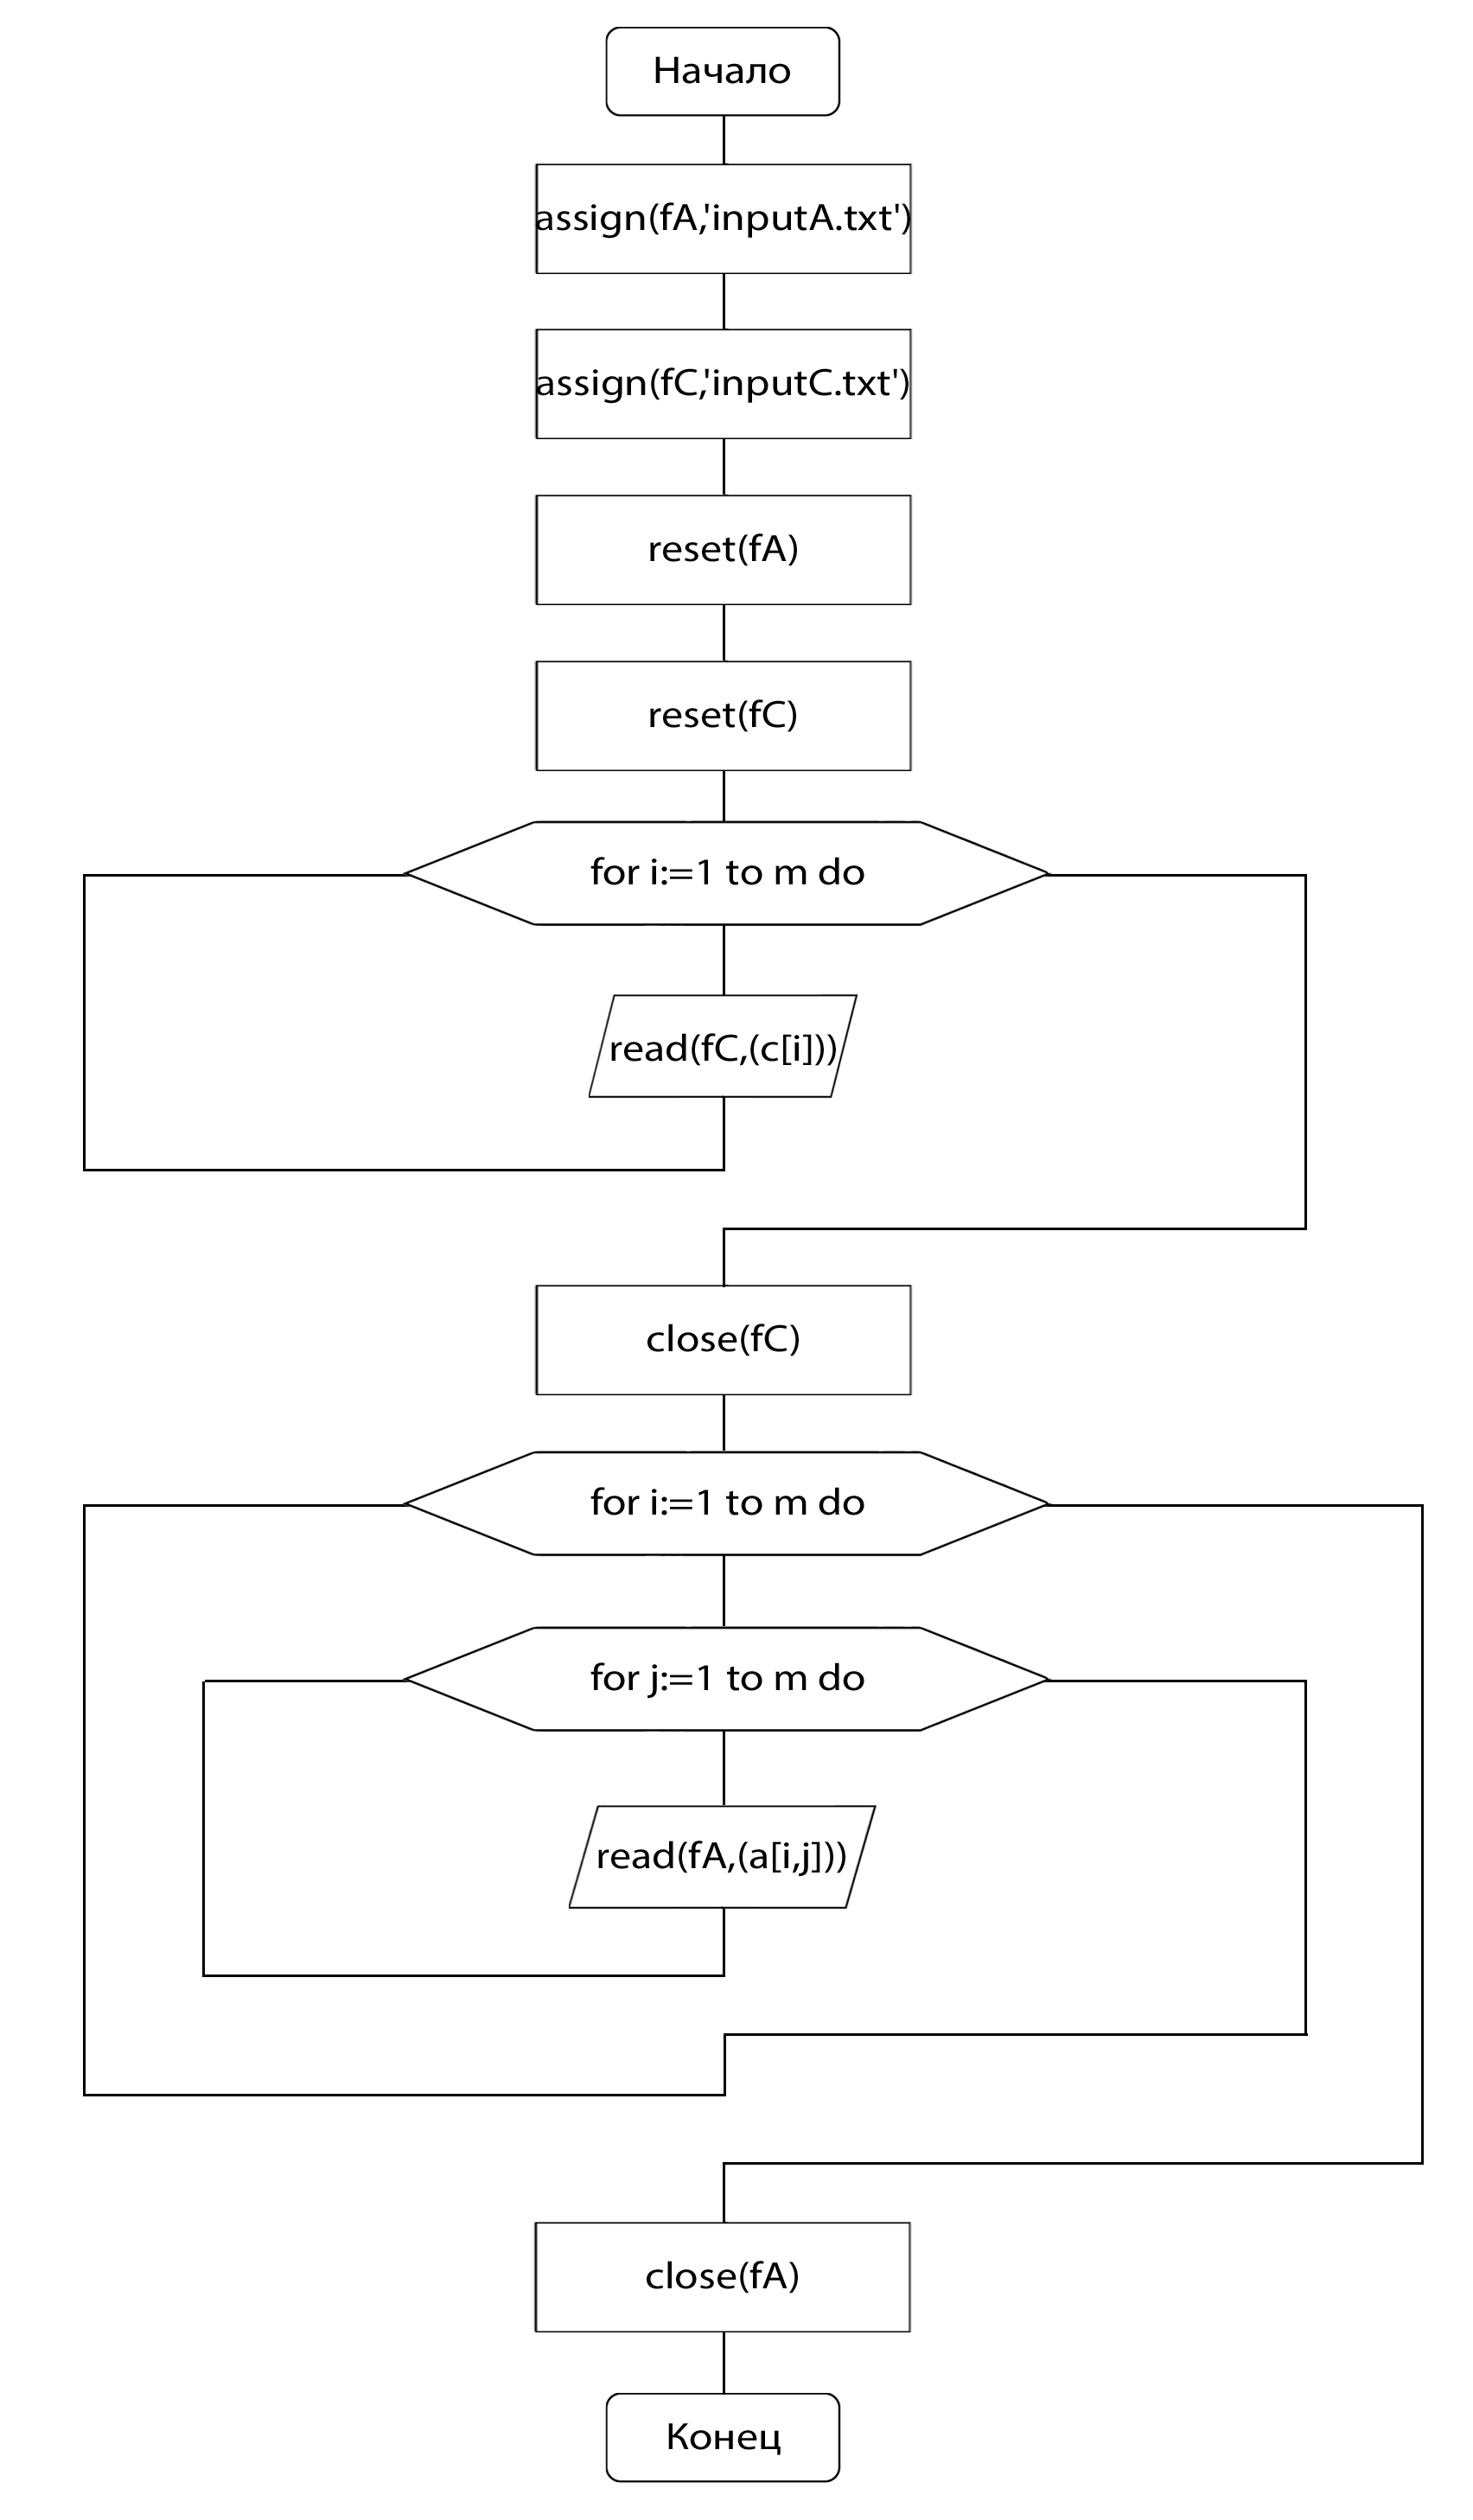 Начало
assign(fA,'inputA.txt')
assign(fC,'inputC.txt')
reset(fA)
reset(fC)
for i:=1 to m do
read(fC,(c[i]))
close(fC)
for i:=1 to m do
for j:=1 to m do
read(fA,(a[i,j]))
close(fA)
Конец